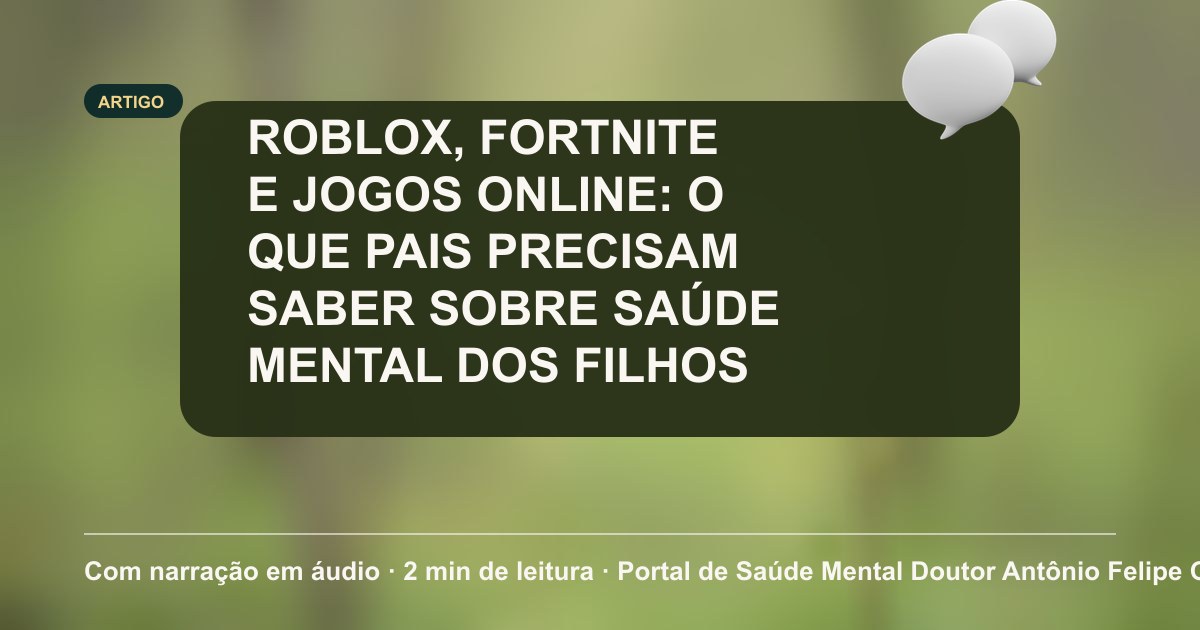 ARTIGO
ROBLOX, FORTNITE
E JOGOS ONLINE: O
QUE PAIS PRECISAM
SABER SOBRE SAÚDE
MENTAL DOS FILHOS
Com narração em áudio · 2 min de leitura · Portal de Saúde Mental Doutor Antônio Felipe